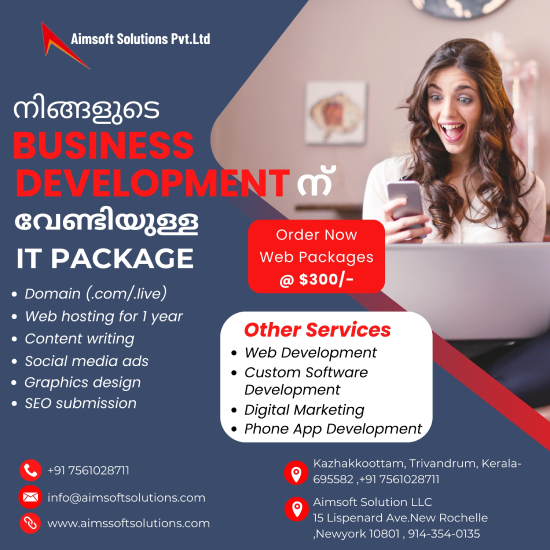 Aimsoft Solutions Pvt.Ltd
നിങ്ങളുടെ
BUSINESS
DEVELOPMENT ന്
വേണ്ടിയുള്ള
IT PACKAGE
• Domain (.com/.live)
• Web hosting for 1 year
• Content writing
• Social media ads
• Graphics design
• SEO submission
Order Now
Web Packages
@ $300/-
Other Services
• Web Development
• Custom Software
Development
• Digital Marketing
• Phone App Development
+91 7561028711
info@aimsoftsolutions.com
www.aimssoftsolutions.com
Kazhakkoottam, Trivandrum, Kerala-
695582 ,+91 7561028711
Aimsoft Solution LLC
15 Lispenard Ave.New Rochelle
,Newyork 10801 , 914-354-0135